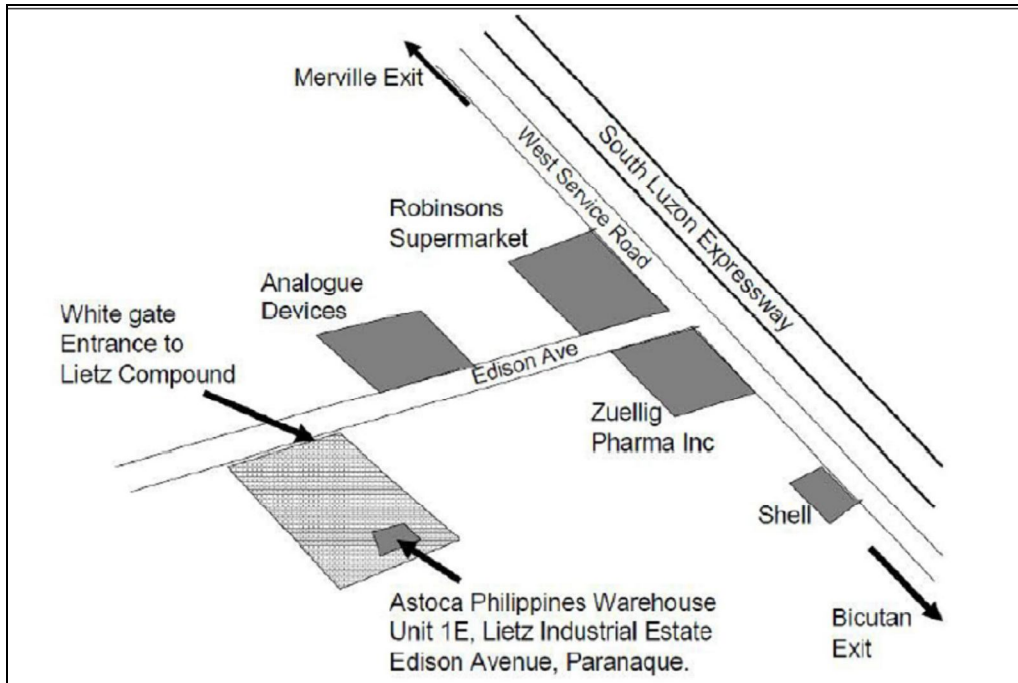 Merville Exit
South Luzon Expressway
West Service Road
Robinsons
Supermarket
Analogue
Devices
White gate
Entrance to
Lietz Compound
Edison Ave
Zuellig
Pharma Inc
Shell
Astoca Philippines Warehouse
Unit 1E, Lietz Industrial Estate
Edison Avenue, Paranaque.
Bicutan
Exit